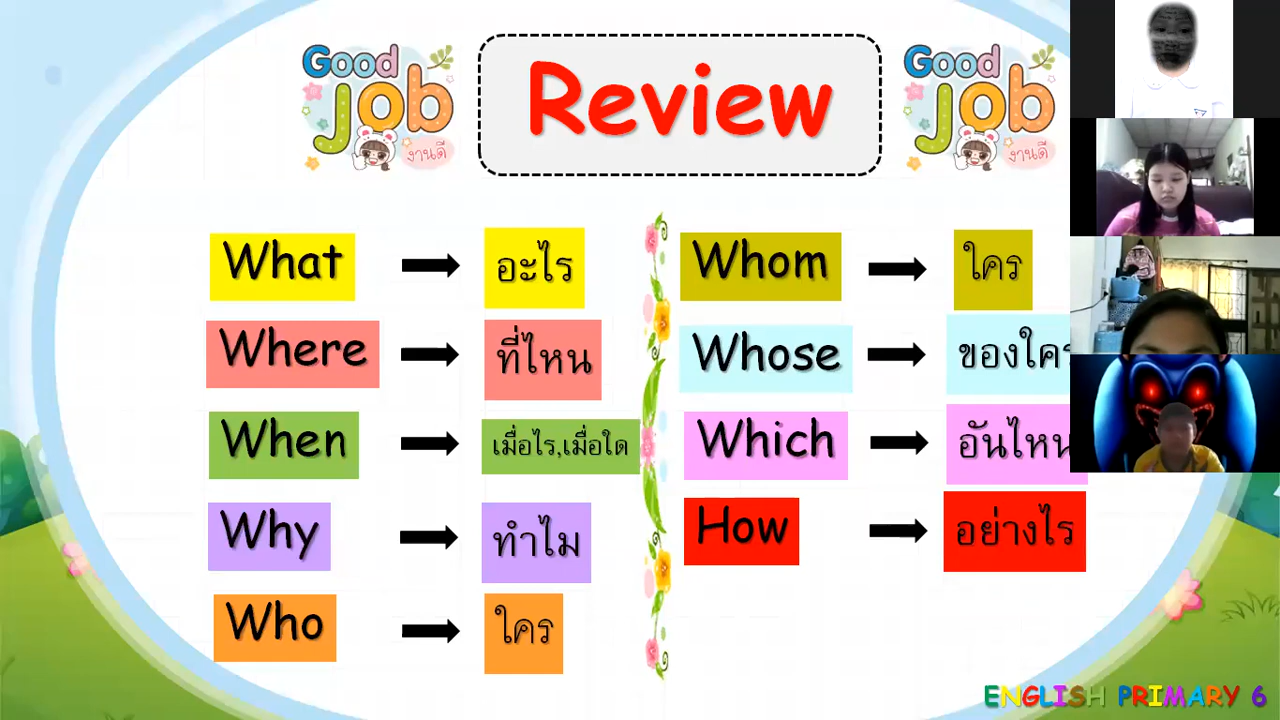 Good
Job
งานดี
Review
Good
Job
งานดี
What
อะไร
Where
ที่ไหน
When
เมื่อไร,เมื่อใด
Why
ทำไม
Who
ใคร
Whom
ใคร
Whose
ของใคร
Which
อันไหน
How
อย่างไร
ENGLISH PRIMARY 6